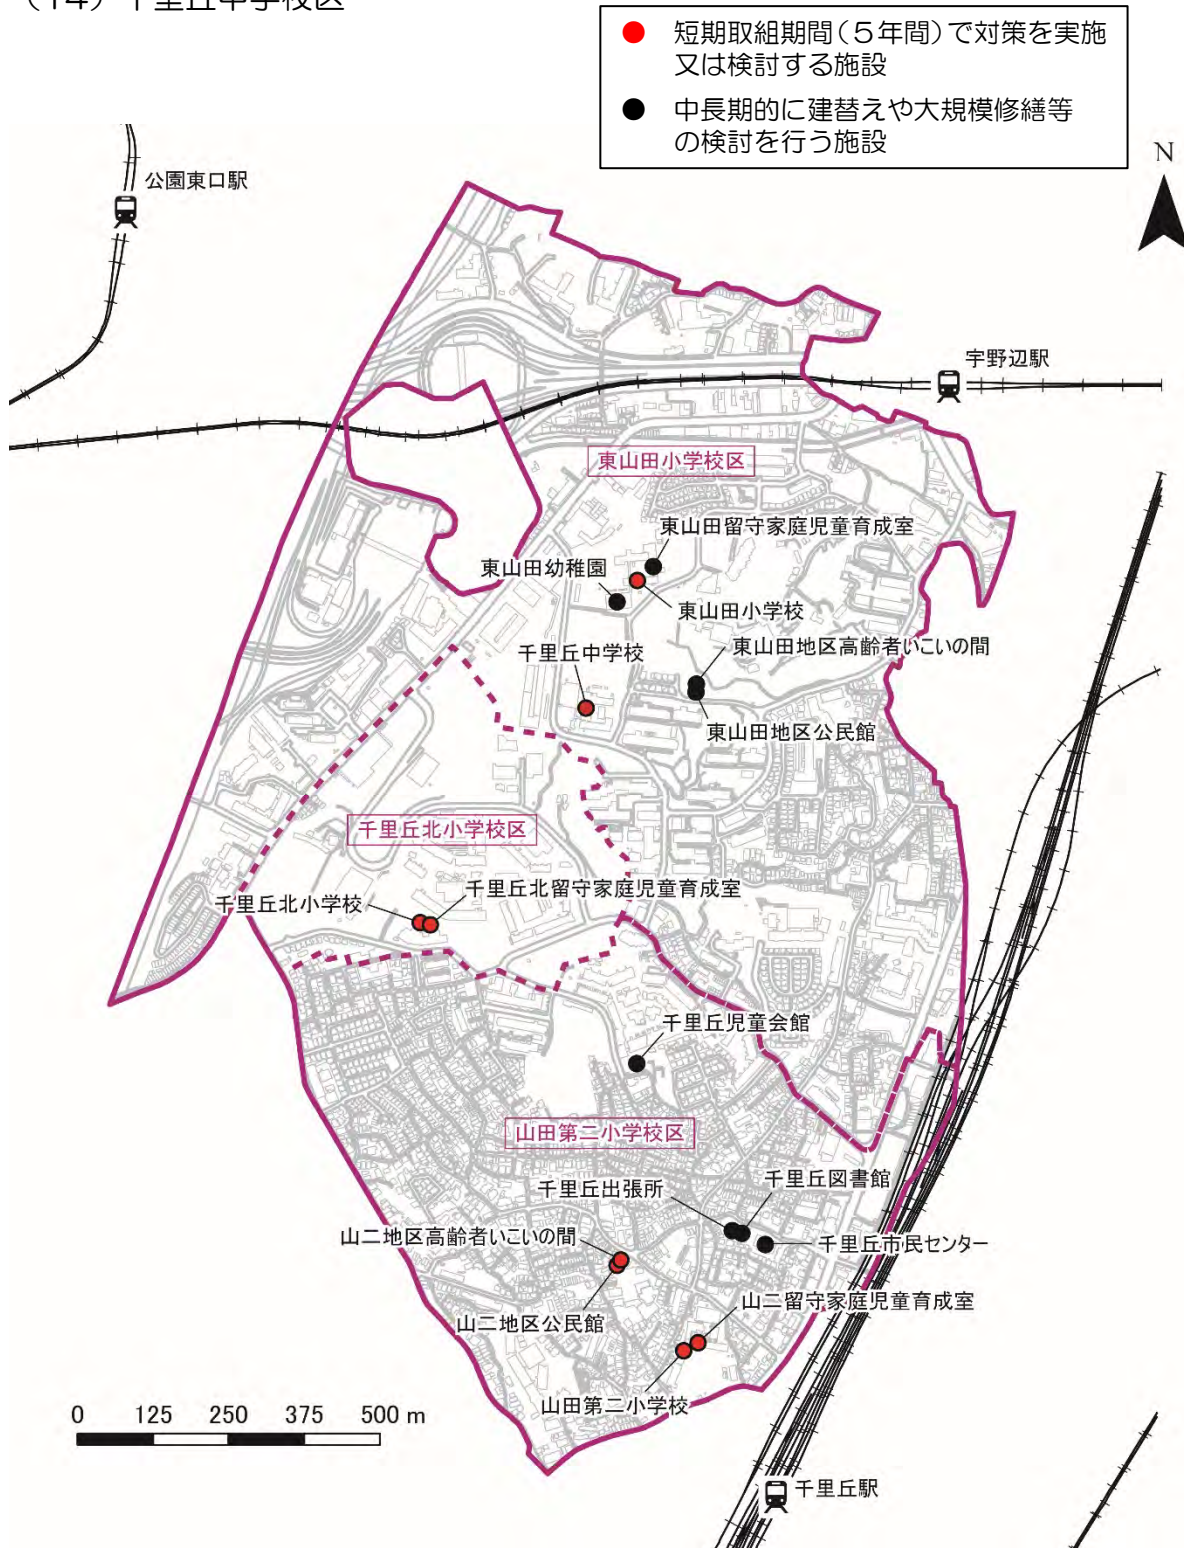 （14）千里丘中学校区
短期取組期間（５年間）で対策を実施
又は検討する施設
中長期的に建替えや大規模修繕等
の検討を行う施設
N
公園東口駅
宇野辺駅
東山田小学校区
東山田留守家庭児童育成室
東山田幼稚園
東山田小学校
千里丘中学校
東山田地区高齢者いこいの間
東山田地区公民館
千里丘北小学校区
千里丘北留守家庭児童育成室
千里丘北小学校
千里丘児童会館
山田第二小学校区
千里丘図書館
千里丘出張所
千里丘市民センター
山二地区高齢者いこいの間
山二留守家庭児童育成室
山二地区公民館
山田第二小学校
0 125 250 375 500 m
千里丘駅